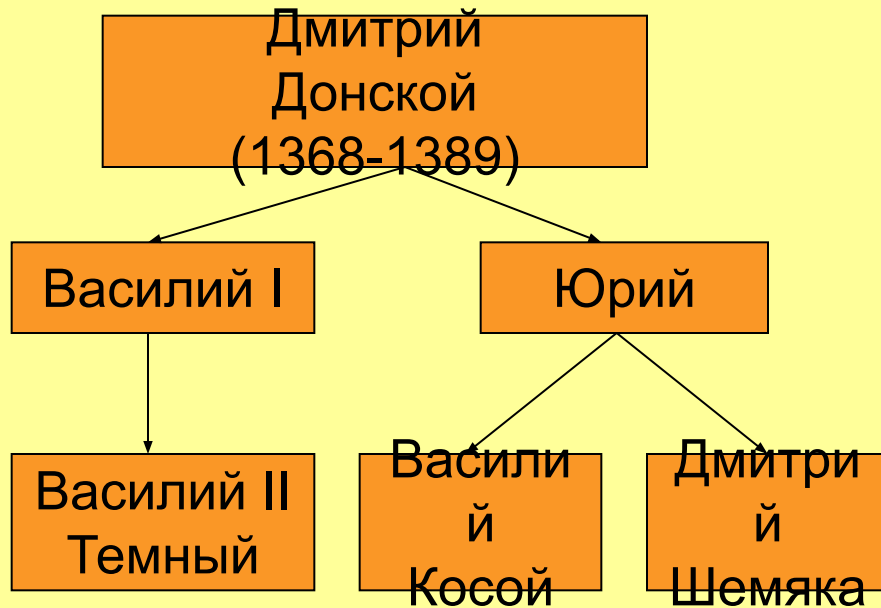 Дмитрий
Донской
(1368-1389)
Василий I
Юрий
Василий II
Темный
Васили
й
Косой
Дмитри
й
Шемяка